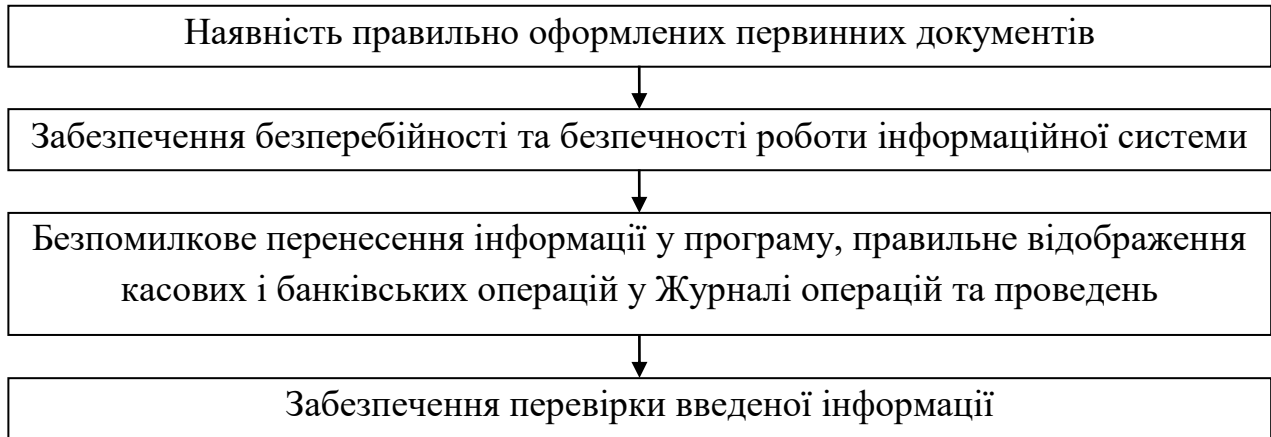 Наявність правильно оформлених первинних документів
Забезпечення безперебійності та безпечності роботи інформаційної системи
Безпомилкове перенесення інформації у програму, правильне відображення
касових і банківських операцій у Журналі операцій та проведень
Забезпечення перевірки введеної інформації